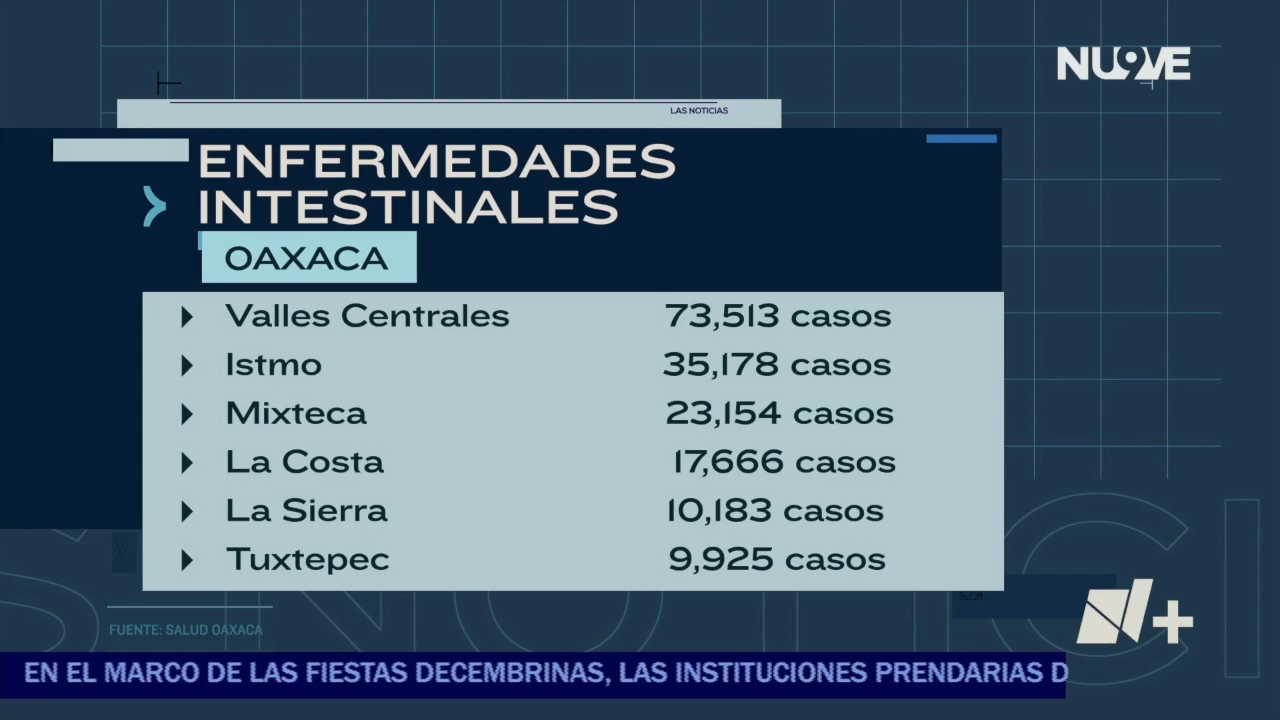 NU9VE
LAS NOTICIAS
ENFERMEDADES
INTESTINALES
OAXACA
Valles Centrales 73,513 casos
Istmo 35,178 casos
Mixteca 23,154 casos
La Costa 17,666 casos
La Sierra 10,183 casos
Tuxtepec 9,925 casos
FUENTE: SALUD OAXACA
N+
EN EL MARCO DE LAS FIESTAS DECEMBRINAS, LAS INSTITUCIONES PRENDARIAS D